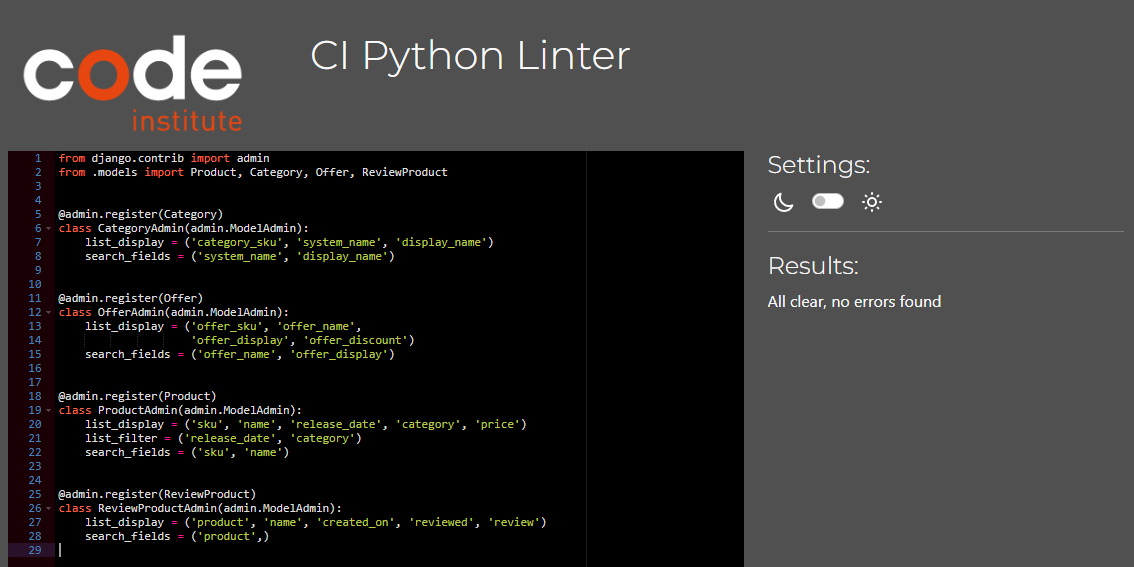 code
institute
CI Python Linter
1 from django.contrib import admin
2 from .models import Product, Category, Offer, ReviewProduct
3
4
5 @admin.register(Category)
6 class CategoryAdmin(admin.ModelAdmin):
7     list_display = ('category_sku', 'system_name', 'display_name')
8     search_fields = ('system_name', 'display_name')
9
10
11 @admin.register(Offer)
12 class OfferAdmin(admin.ModelAdmin):
13     list_display = ('offer_sku', 'offer_name',
14                     'offer_display', 'offer_discount')
15     search_fields = ('offer_name', 'offer_display')
16
17
18 @admin.register(Product)
19 class ProductAdmin(admin.ModelAdmin):
20     list_display = ('sku', 'name', 'release_date', 'category', 'price')
21     list_filter = ('release_date', 'category')
22     search_fields = ('sku', 'name')
23
24
25 @admin.register(ReviewProduct)
26 class ReviewProductAdmin(admin.ModelAdmin):
27     list_display = ('product', 'name', 'created_on', 'reviewed', 'review')
28     search_fields = ('product',)
29
Settings:
Results:
All clear, no errors found